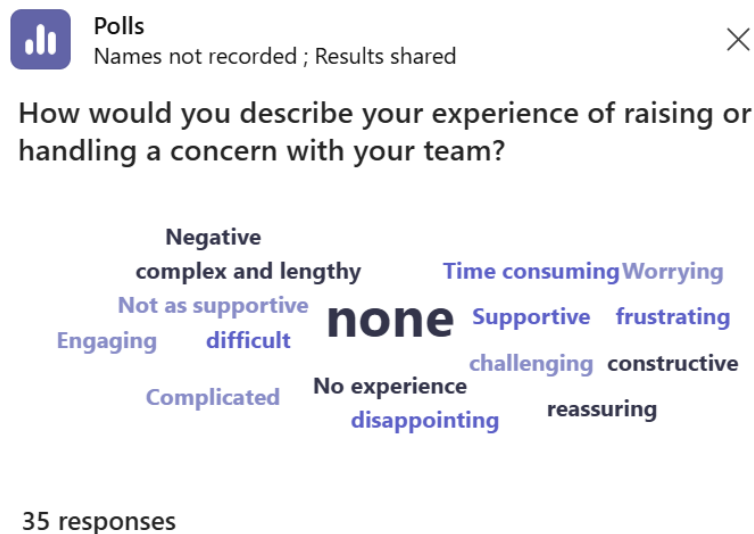 Polls
Names not recorded ; Results shared
How would you describe your experience of raising or
handling a concern with your team?
Negative
complex and lengthy
Time consuming
Worrying
Not as supportive
none
Supportive
frustrating
Engaging
difficult
challenging
constructive
Complicated
No experience
disappointing
reassuring
35 responses